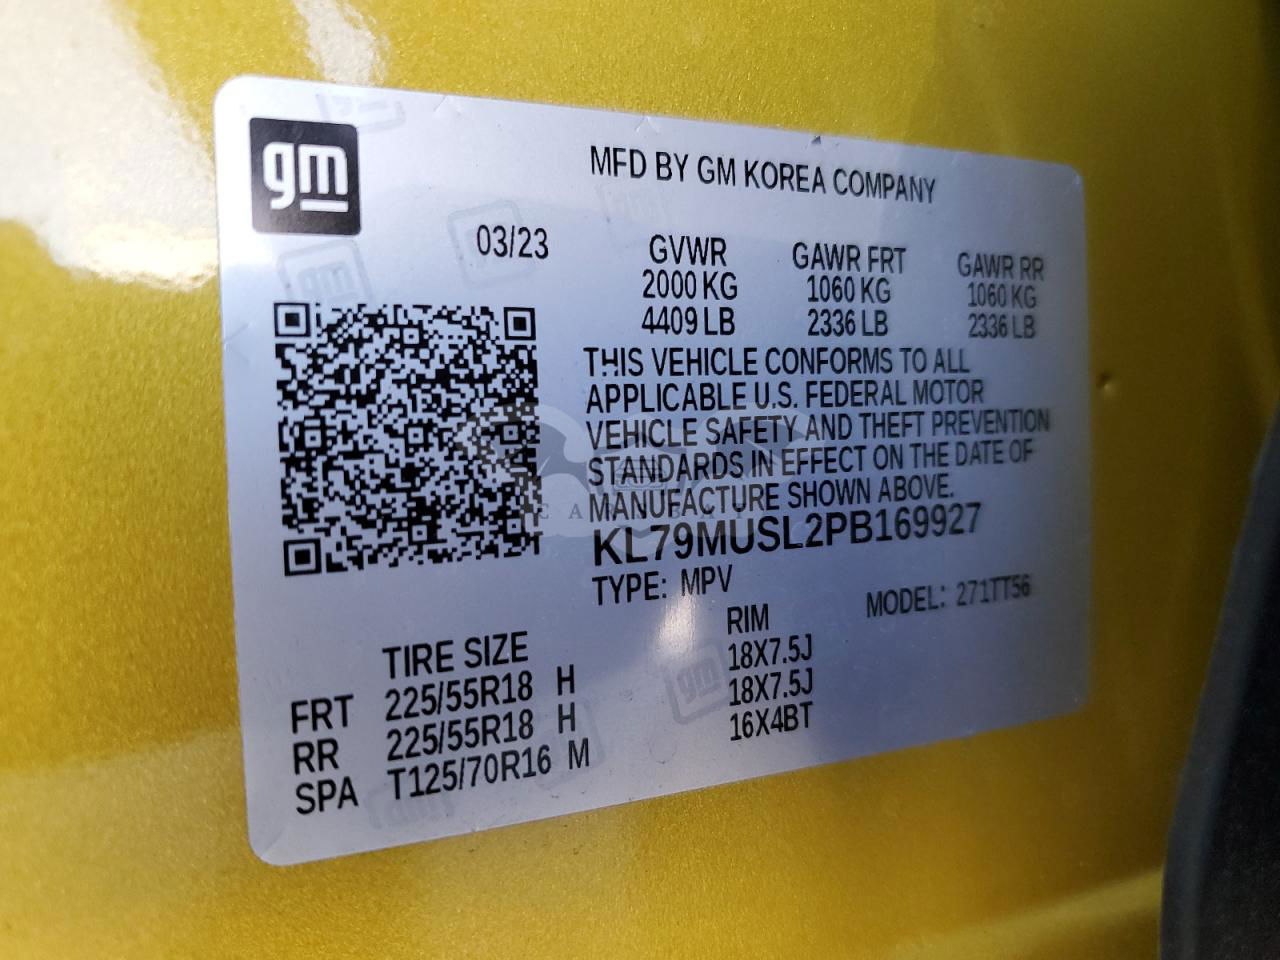 gm
MFD BY GM KOREA COMPANY
03/23
GVWR GAWR FRT GAWR RR
2000 KG 1060 KG 1060 KG
4409 LB 2336 LB 2336 LB
THIS VEHICLE CONFORMS TO ALL
APPLICABLE U.S. FEDERAL MOTOR
VEHICLE SAFETY AND THEFT PREVENTION
STANDARDS IN EFFECT ON THE DATE OF
MANUFACTURE SHOWN ABOVE.
KL79MUSL2PB169927
TYPE: MPV MODEL: 271TT56
TIRE SIZE RIM
FRT 225/55R18 H 18X7.5J
RR 225/55R18 H 18X7.5J
SPA T125/70R16 M 16X4BT
gm